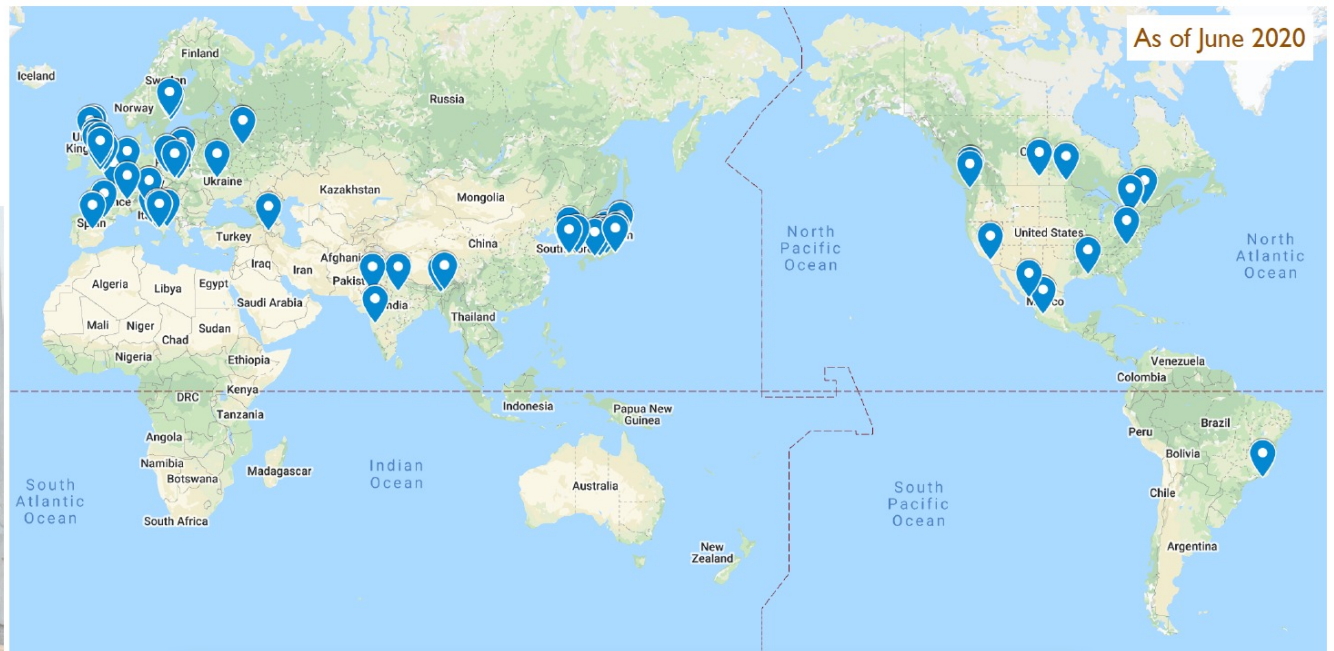 As of June 2020
Iceland
Finland
Sweden
Norway
Russia
Ukraine
Kazakhstan
Mongolia
Spain
Turkey
China
Iraq
Iran
Algeria
Libya
Egypt
Saudi Arabia
Thailand
Mali
Niger
Chad
Sudan
Nigeria
Ethiopia
DRC
Kenya
Tanzania
Indonesia
Papua New
Guinea
Angola
Namibia
Botswana
Madagascar
South Africa
Australia
New
Zealand
Indian
Ocean
South
Atlantic
Ocean
North
Pacific
Ocean
South
Pacific
Ocean
United States
North
Atlantic
Ocean
Venezuela
Colombia
Peru
Brazil
Bolivia
Chile
Argentina